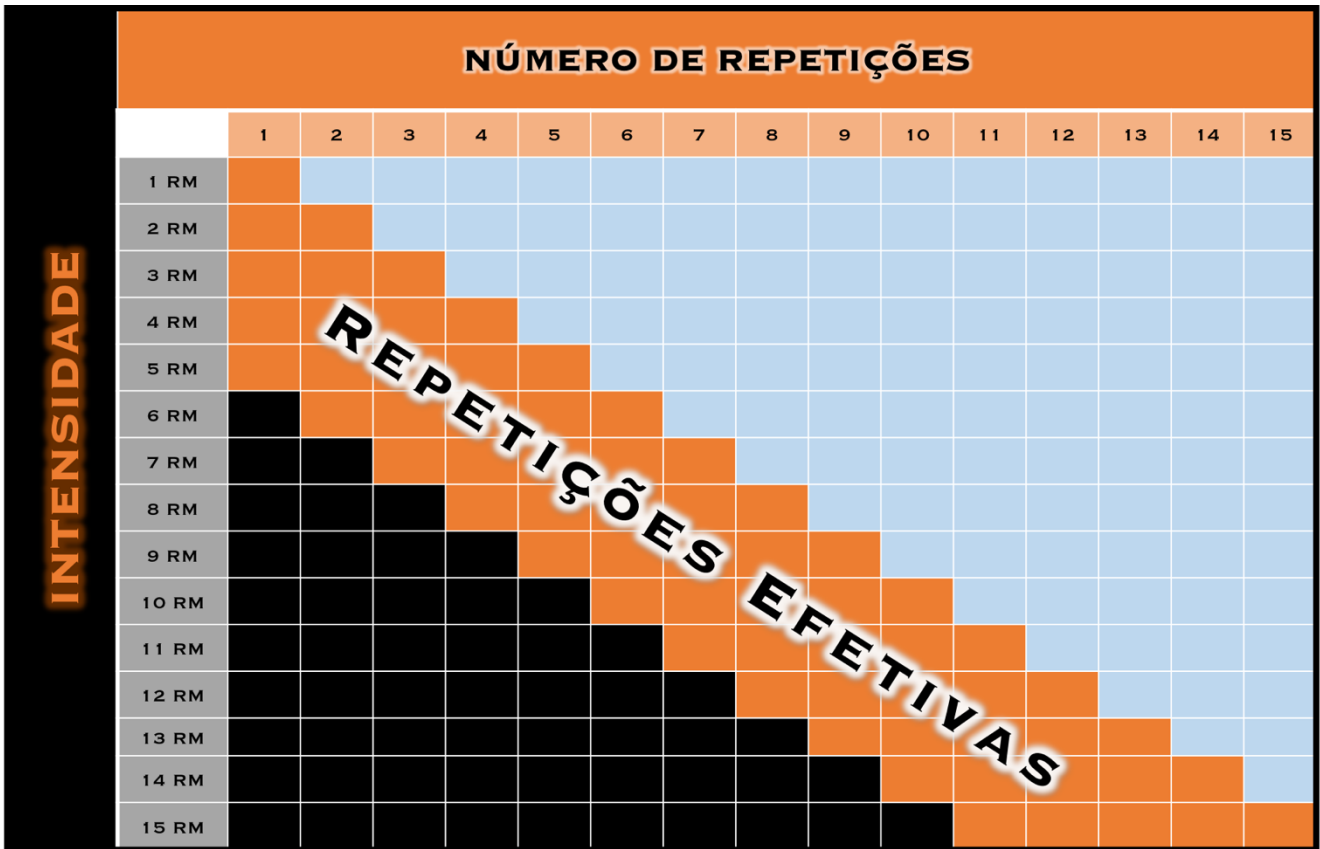 NÚMERO DE REPETIÇÕES
1 2 3 4 5 6 7 8 9 10 11 12 13 14 15
INTENSIDADE
1 RM
2 RM
3 RM
4 RM
5 RM
6 RM
7 RM
8 RM
9 RM
10 RM
11 RM
12 RM
13 RM
14 RM
15 RM
REPETIÇÕES EFETIVAS